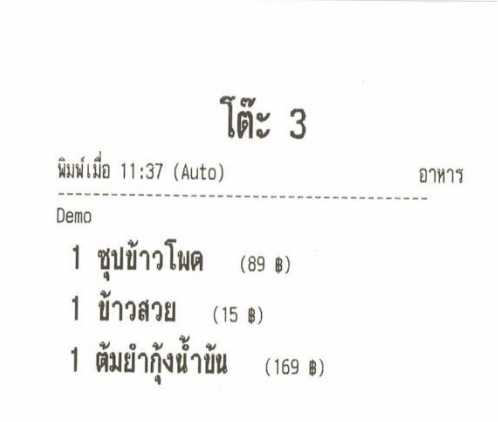 โต๊ะ 3
พิมพ์เมื่อ 11:37 (Auto) อาหาร
Demo
1 ซุปข้าวโพด (89 ฿)
1 ข้าวสวย (15 ฿)
1 ต้มยำกุ้งน้ำข้น (169 ฿)